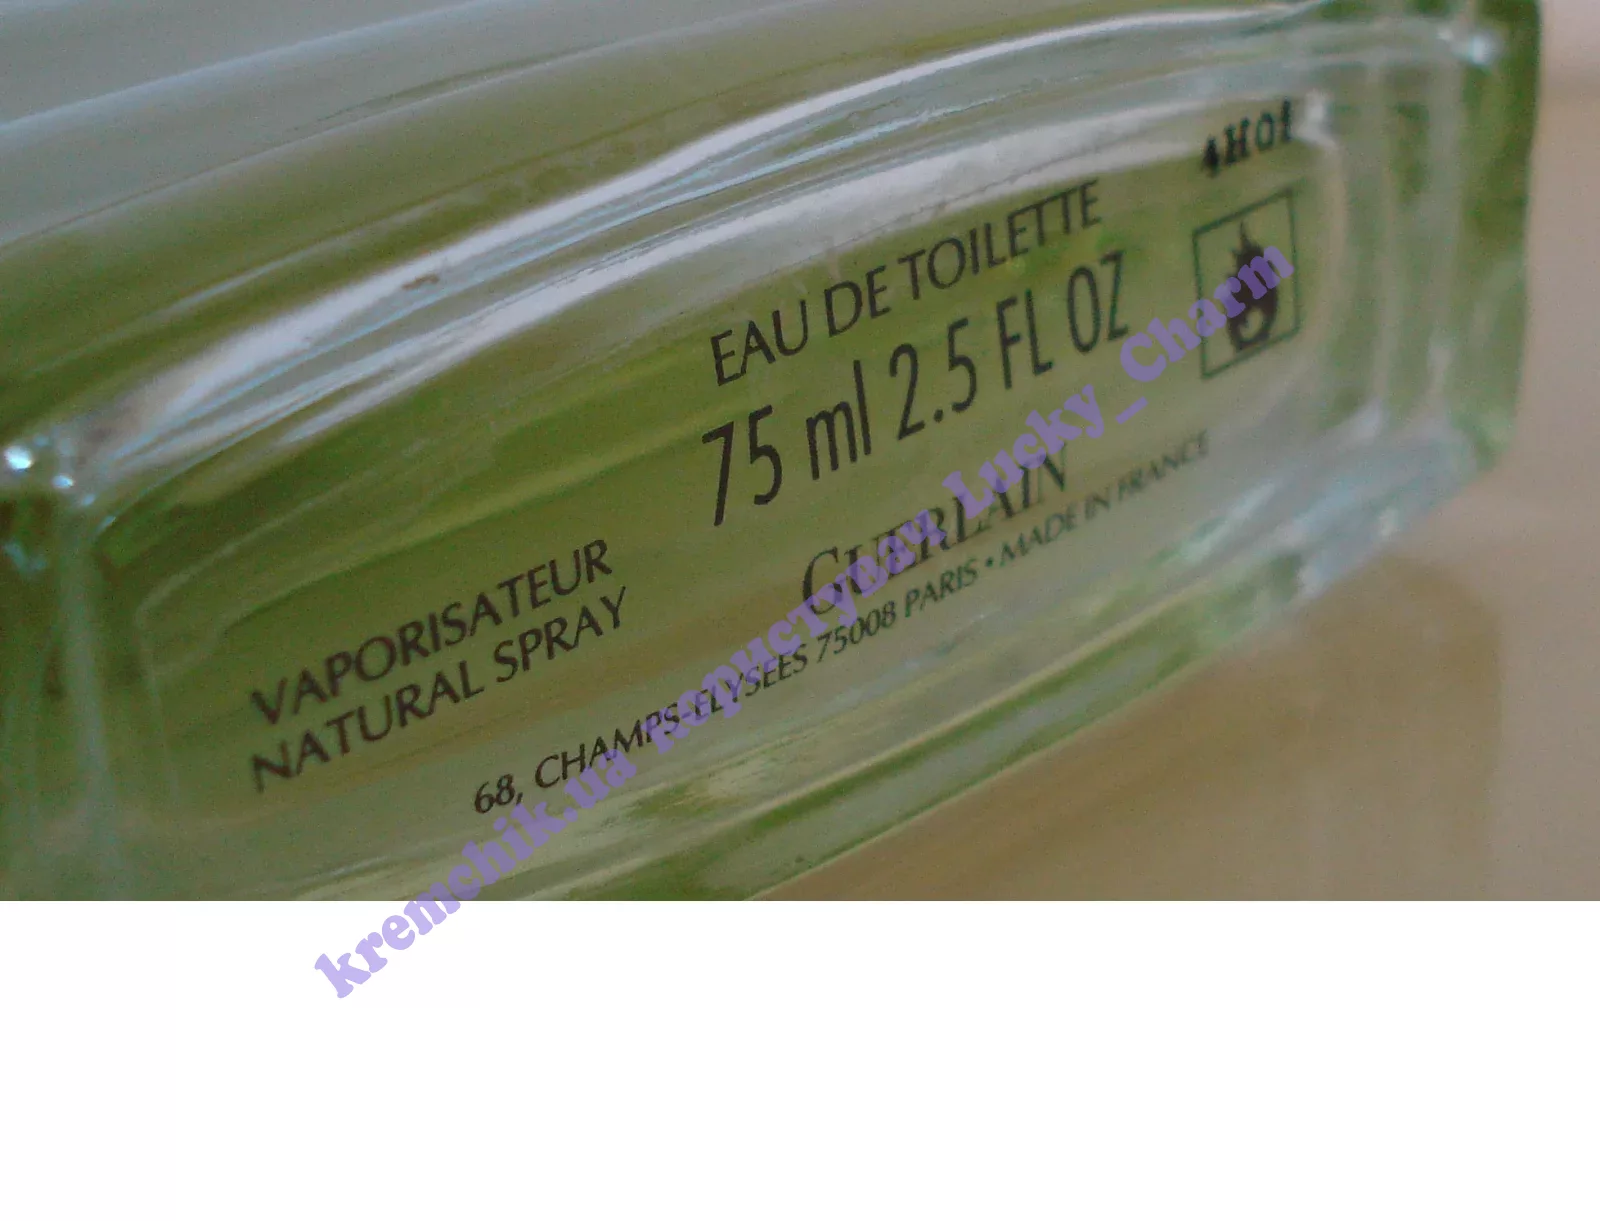 4H01
EAU DE TOILETTE
75 ml 2.5 FL OZ
VAPORISATEUR
NATURAL SPRAY
GUERLAIN
68, CHAMPS-ELYSEES 75008 PARIS • MADE IN FRANCE
kremchik.ua користувач Lucky_Charm